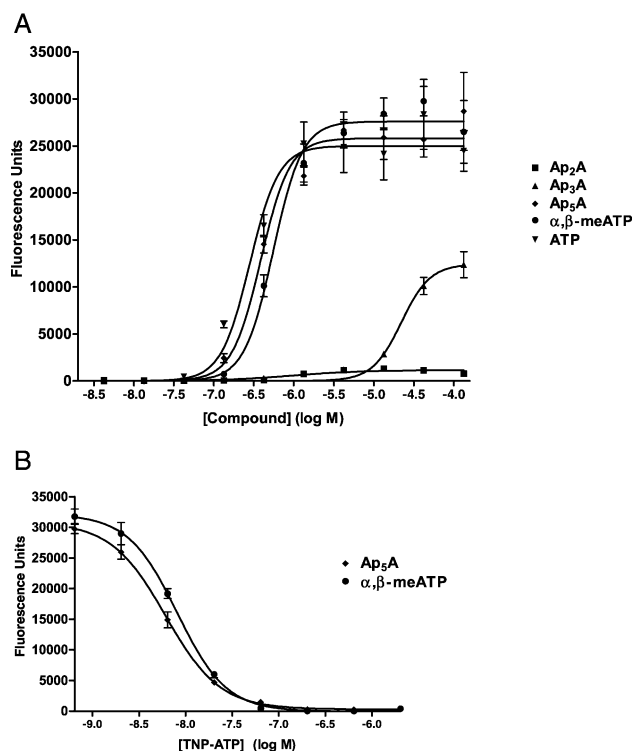 A
35000
30000
25000
20000
15000
10000
5000
0
Fluorescence Units
-8.5 -8.0 -7.5 -7.0 -6.5 -6.0 -5.5 -5.0 -4.5 -4.0
[Compound] (log M)
Ap₂A
Ap₃A
Ap₅A
α,β-meATP
ATP
B
35000
30000
25000
20000
15000
10000
5000
0
Fluorescence Units
-9.0 -8.5 -8.0 -7.5 -7.0 -6.5 -6.0
[TNP-ATP] (log M)
Ap₅A
α,β-meATP